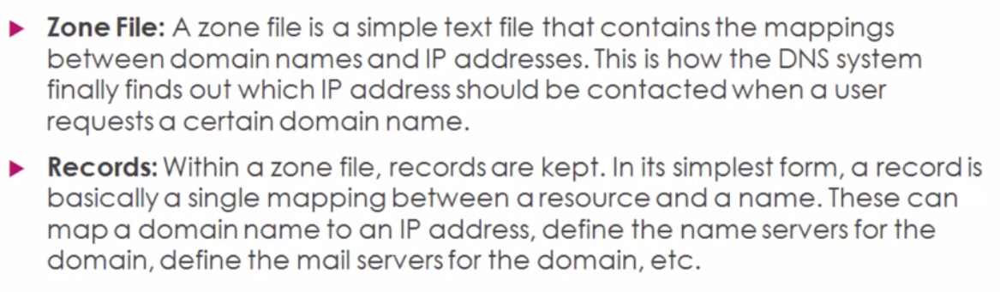 Zone File: A zone file is a simple text file that contains the mappings
between domain names and IP addresses. This is how the DNS system
finally finds out which IP address should be contacted when a user
requests a certain domain name.
Records: Within a zone file, records are kept. In its simplest form, a record is
basically a single mapping between a resource and a name. These can
map a domain name to an IP address, define the name servers for the
domain, define the mail servers for the domain, etc.